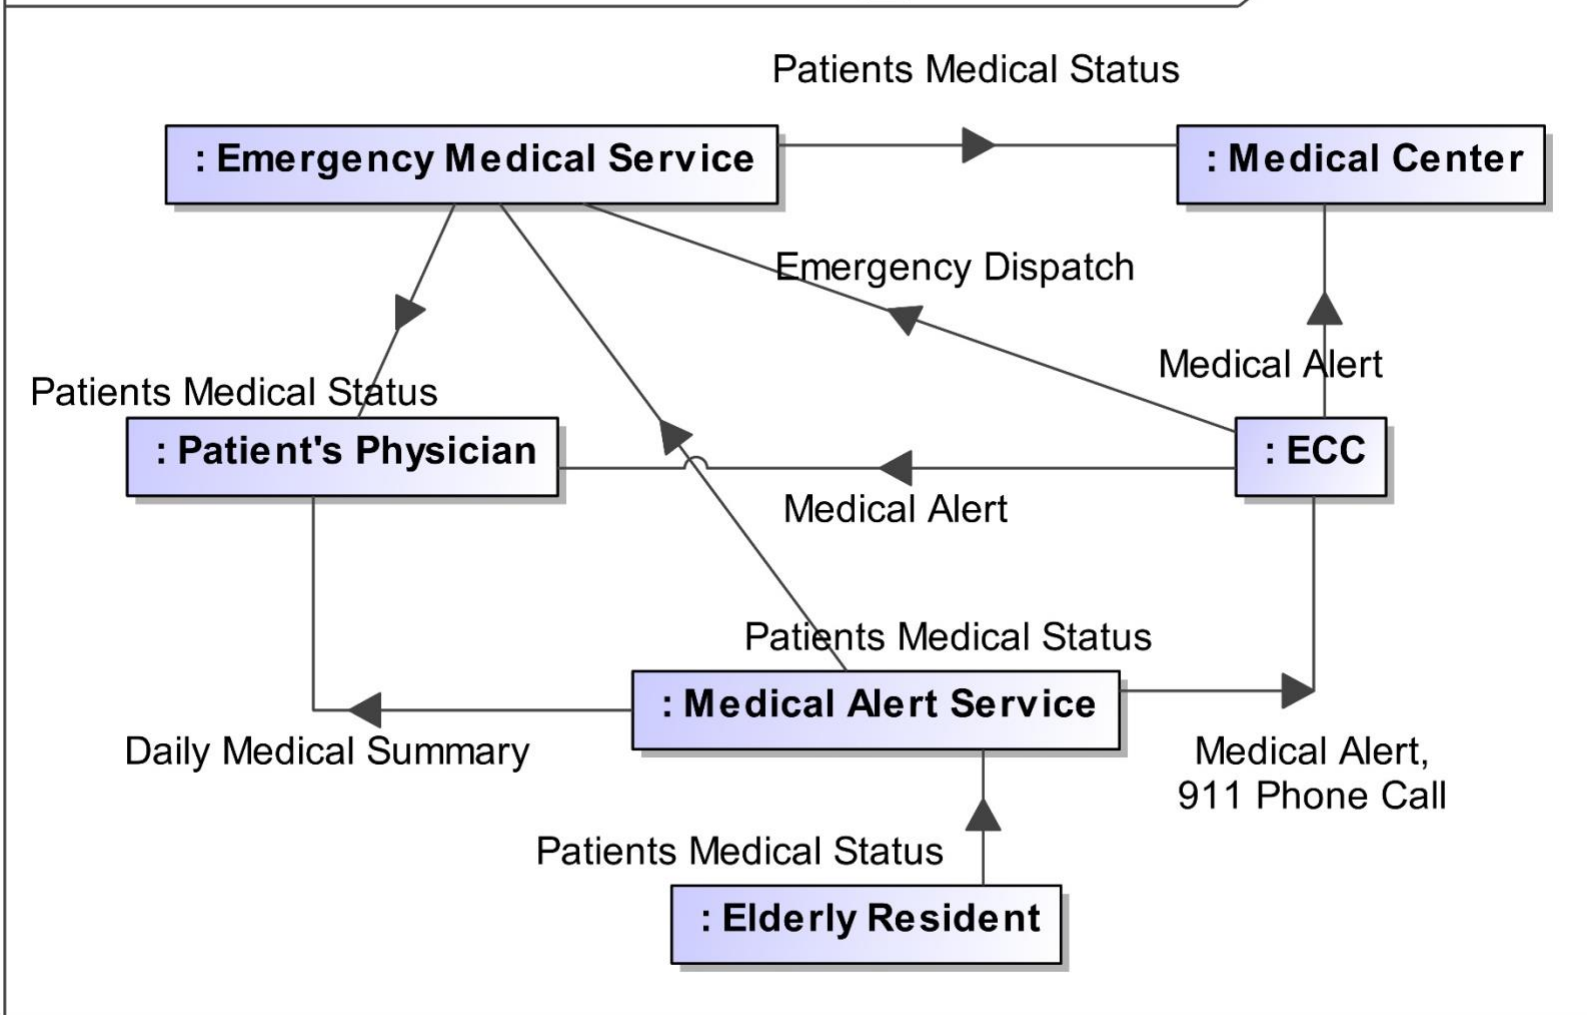 Patients Medical Status
: Emergency Medical Service
: Medical Center
Emergency Dispatch
Medical Alert
Patients Medical Status
: Patient's Physician
: ECC
Medical Alert
Patients Medical Status
: Medical Alert Service
Daily Medical Summary
Medical Alert,
911 Phone Call
Patients Medical Status
: Elderly Resident